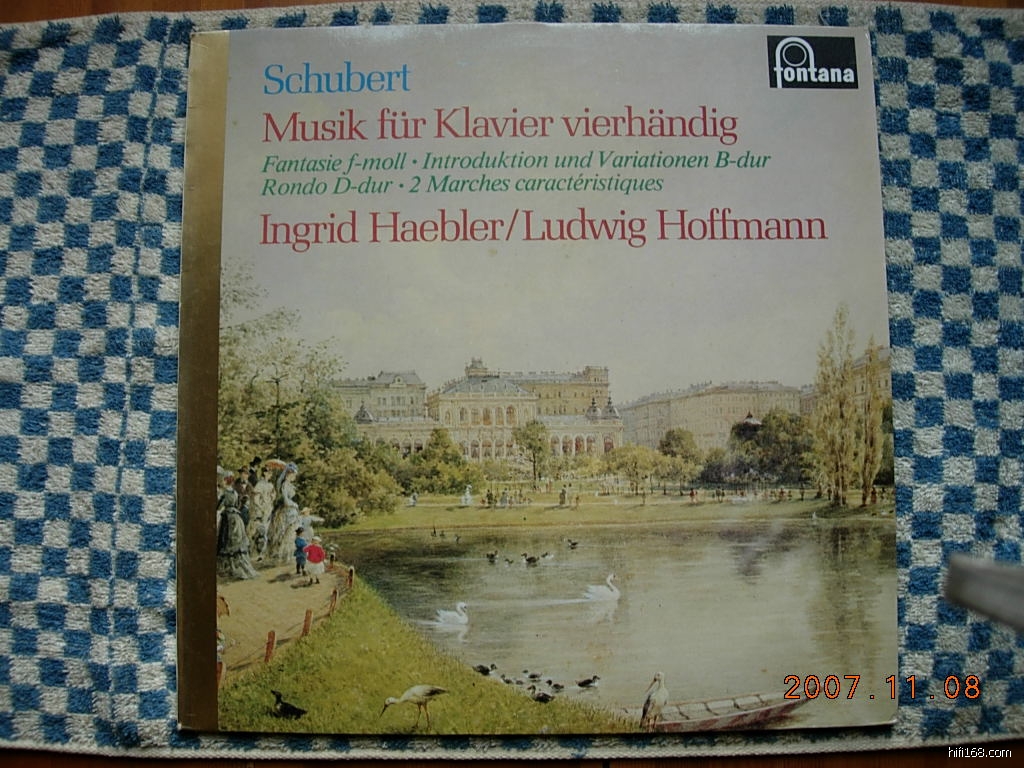 Schubert
fontana
Musik für Klavier vierhändig
Fantasie f-moll · Introduktion und Variationen B-dur
Rondo D-dur · 2 Marches caractéristiques
Ingrid Haebler/Ludwig Hoffmann
2007.11.08
hifi168.com